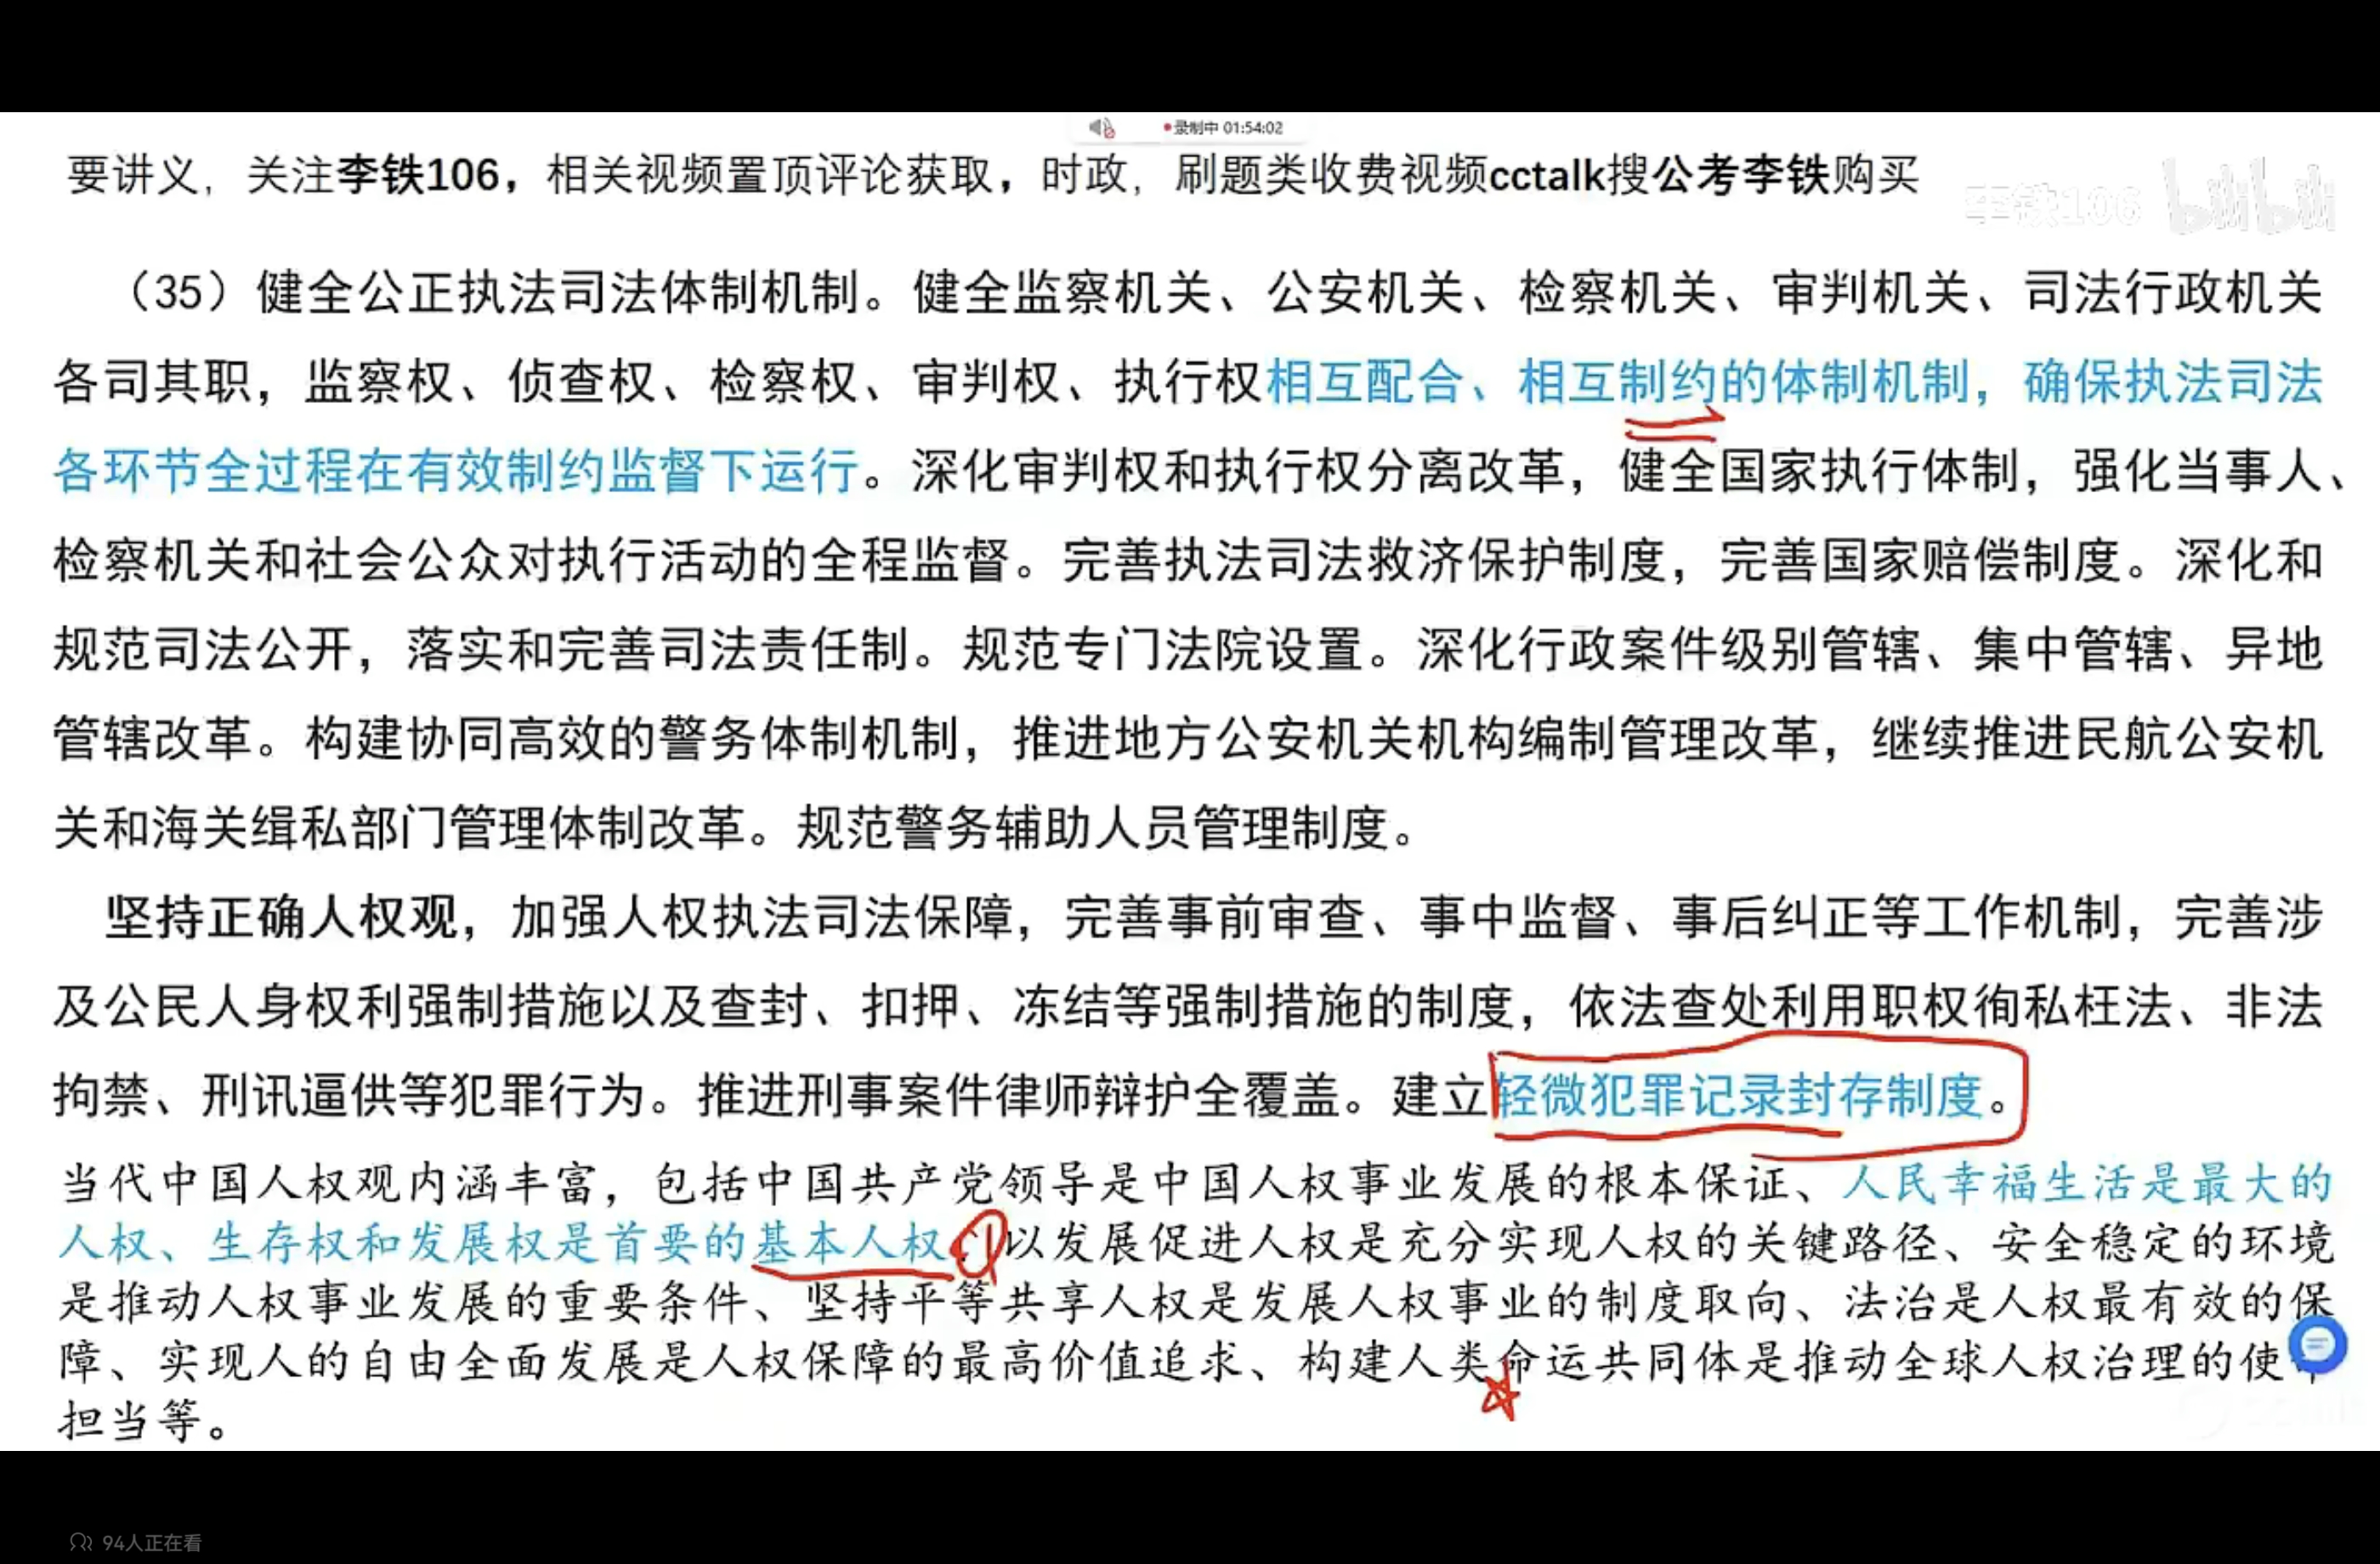 录制中 01:54:02
要讲义，关注李铁106，相关视频置顶评论获取，时政，刷题类收费视频cctalk搜公考李铁购买
李铁106 bilibili
（35）健全公正执法司法体制机制。健全监察机关、公安机关、检察机关、审判机关、司法行政机关
各司其职，监察权、侦查权、检察权、审判权、执行权相互配合、相互制约的体制机制，确保执法司法
各环节全过程在有效制约监督下运行。深化审判权和执行权分离改革，健全国家执行体制，强化当事人、
检察机关和社会公众对执行活动的全程监督。完善执法司法救济保护制度，完善国家赔偿制度。深化和
规范司法公开，落实和完善司法责任制。规范专门法院设置。深化行政案件级别管辖、集中管辖、异地
管辖改革。构建协同高效的警务体制机制，推进地方公安机关机构编制管理改革，继续推进民航公安机
关和海关缉私部门管理体制改革。规范警务辅助人员管理制度。
坚持正确人权观，加强人权执法司法保障，完善事前审查、事中监督、事后纠正等工作机制，完善涉
及公民人身权利强制措施以及查封、扣押、冻结等强制措施的制度，依法查处利用职权徇私枉法、非法
拘禁、刑讯逼供等犯罪行为。推进刑事案件律师辩护全覆盖。建立轻微犯罪记录封存制度。
当代中国人权观内涵丰富，包括中国共产党领导是中国人权事业发展的根本保证、人民幸福生活是最大的
人权、生存权和发展权是首要的基本人权 以发展促进人权是充分实现人权的关键路径、安全稳定的环境
是推动人权事业发展的重要条件、坚持平等共享人权是发展人权事业的制度取向、法治是人权最有效的保
障、实现人的自由全面发展是人权保障的最高价值追求、构建人类命运共同体是推动全球人权治理的使
担当等。
94人正在看